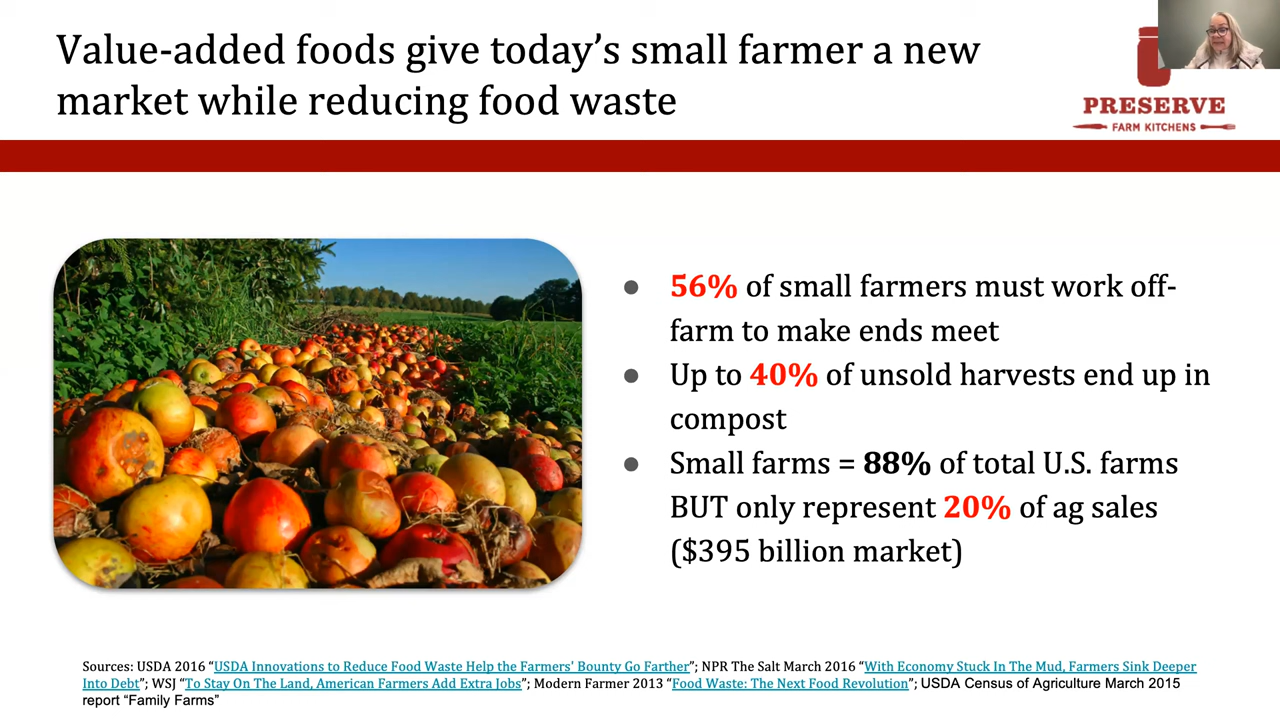 Value-added foods give today’s small farmer a new
market while reducing food waste
PRESERVE
FARM KITCHENS
● 56% of small farmers must work off-
farm to make ends meet
● Up to 40% of unsold harvests end up in
compost
● Small farms = 88% of total U.S. farms
BUT only represent 20% of ag sales
($395 billion market)
Sources: USDA 2016 “USDA Innovations to Reduce Food Waste Help the Farmers' Bounty Go Farther”; NPR The Salt March 2016 “With Economy Stuck In The Mud, Farmers Sink Deeper
Into Debt”; WSJ “To Stay On The Land, American Farmers Add Extra Jobs”; Modern Farmer 2013 “Food Waste: The Next Food Revolution”; USDA Census of Agriculture March 2015
report “Family Farms”